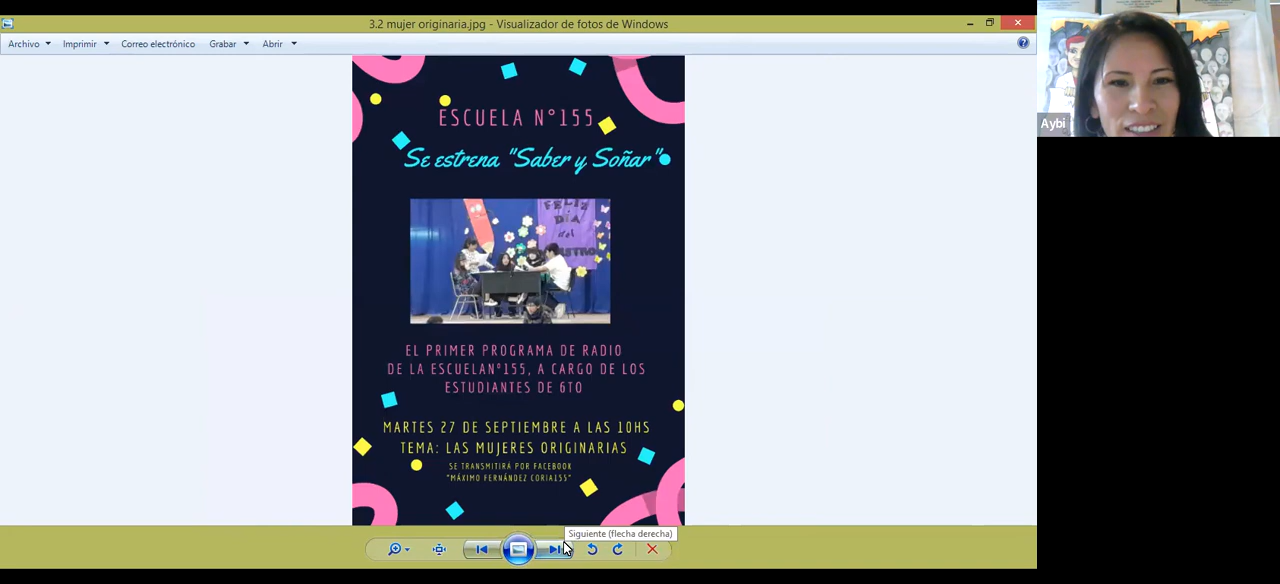 3.2 mujer originaria.jpg - Visualizador de fotos de Windows
Archivo Imprimir Correo electrónico Grabar Abrir
Aybi
ESCUELA N°155
Se estrena "Saber y Soñar"
FELIZ
DIA
del
EL PRIMER PROGRAMA DE RADIO
DE LA ESCUELAN°155, A CARGO DE LOS
ESTUDIANTES DE 6TO
MARTES 27 DE SEPTIEMBRE A LAS 10HS
TEMA: LAS MUJERES ORIGINARIAS
SE TRANSMITIRÁ POR FACEBOOK
"MÁXIMO FERNÁNDEZ CORIA155"
Siguiente (flecha derecha)